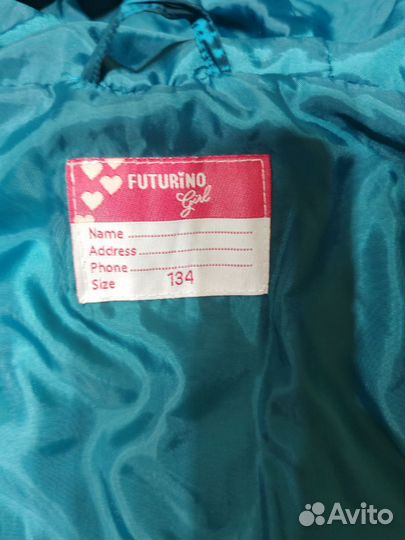 FUTURiNO
Girl
Name
Address
Phone
Size 134
Avito